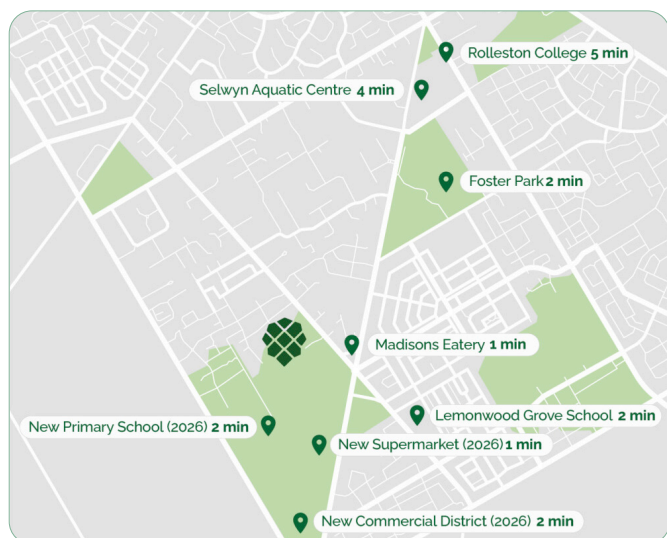 Rolleston College 5 min
Selwyn Aquatic Centre 4 min
Foster Park 2 min
Madisons Eatery 1 min
Lemonwood Grove School 2 min
New Primary School (2026) 2 min
New Supermarket (2026) 1 min
New Commercial District (2026) 2 min